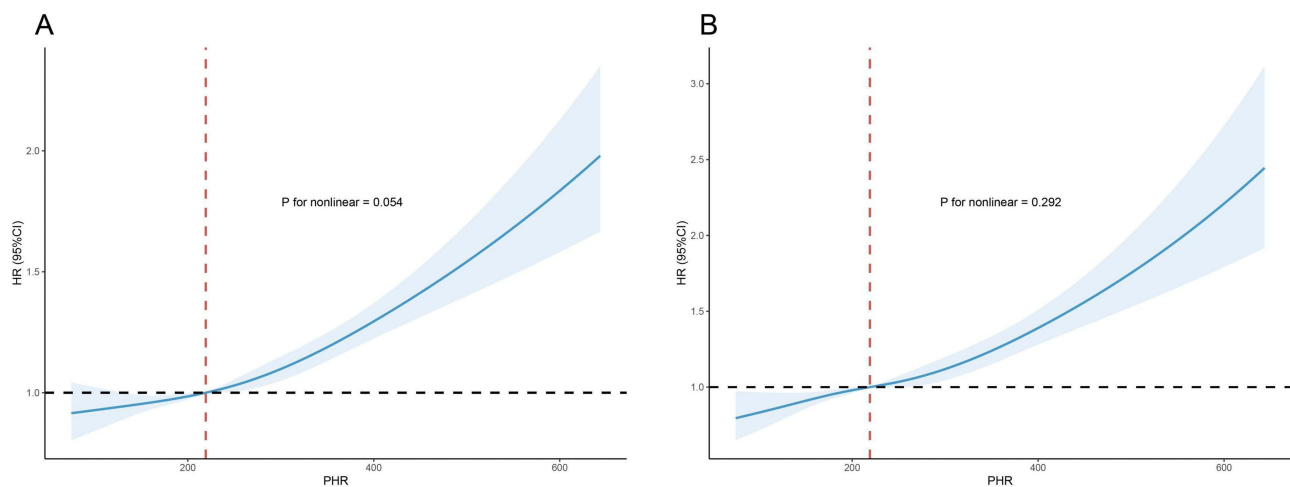 A
HR (95%CI)
2.0
1.5
1.0
P for nonlinear = 0.054
200
400
600
PHR
B
HR (95%CI)
3.0
2.5
2.0
1.5
1.0
P for nonlinear = 0.292
200
400
600
PHR